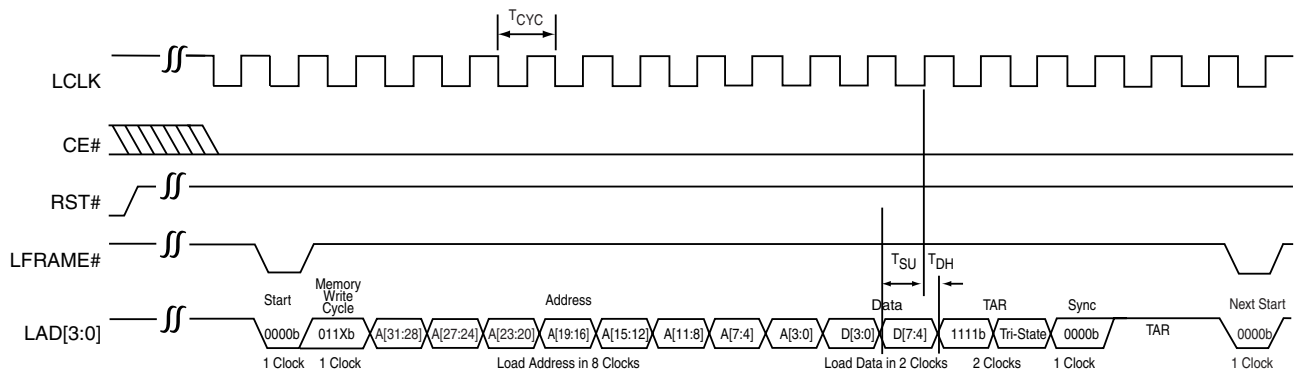 TCYC
LCLK
CE#
RST#
LFRAME#
TSU TDH
Start Memory Write Cycle Address Data TAR Sync Next Start
LAD[3:0] 0000b 011Xb A[31:28] A[27:24] A[23:20] A[19:16] A[15:12] A[11:8] A[7:4] A[3:0] D[3:0] D[7:4] 1111b Tri-State 0000b TAR 0000b
1 Clock 1 Clock Load Address in 8 Clocks Load Data in 2 Clocks 2 Clocks 1 Clock 1 Clock